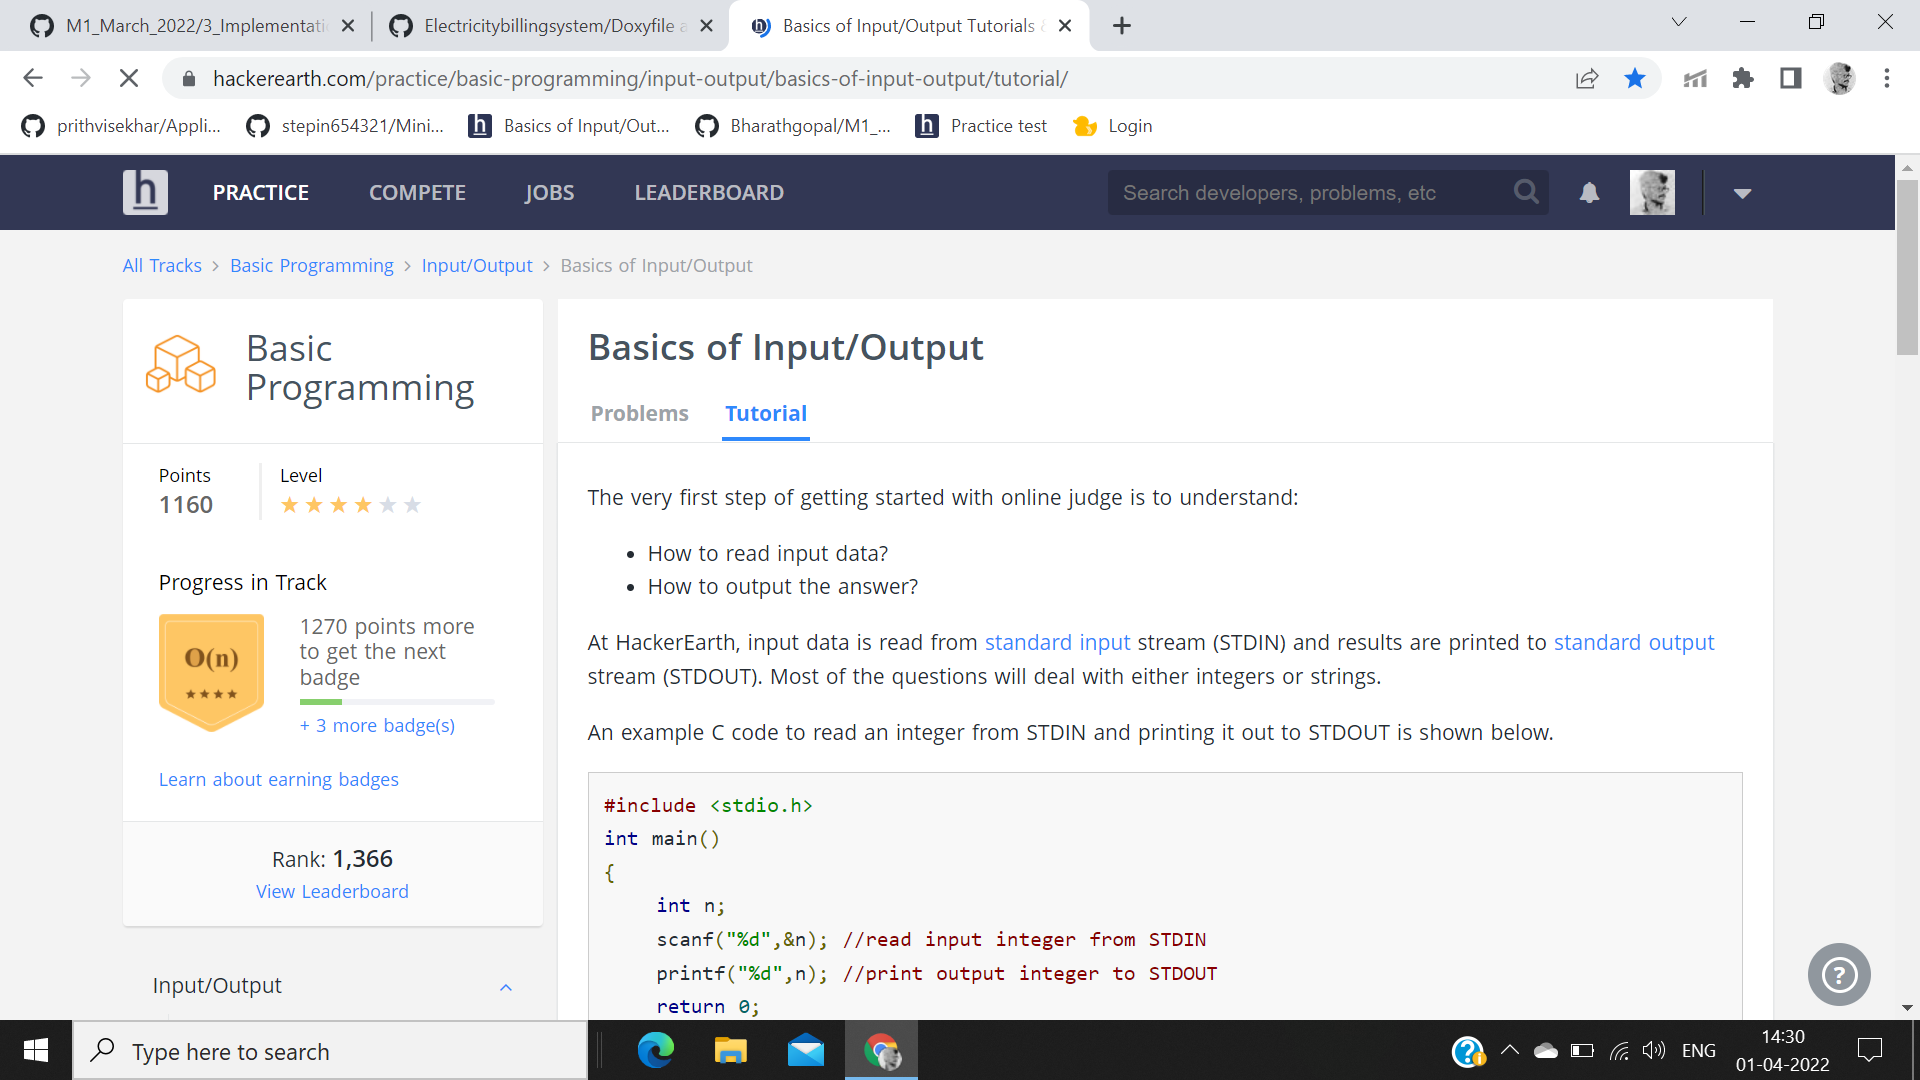 M1_March_2022/3_Implementati
Electricitybillingsystem/Doxyfile a
Basics of Input/Output Tutorials &
hackerearth.com/practice/basic-programming/input-output/basics-of-input-output/tutorial/
prithvisekhar/Appli...
stepin654321/Mini...
Basics of Input/Out...
Bharathgopal/M1_...
Practice test
Login
h PRACTICE COMPETE JOBS LEADERBOARD
Search developers, problems, etc
All Tracks > Basic Programming > Input/Output > Basics of Input/Output
Basic
Programming
Points
1160
Level
Progress in Track
O(n)
1270 points more
to get the next
badge
+ 3 more badge(s)
Learn about earning badges
Rank: 1,366
View Leaderboard
Input/Output
Basics of Input/Output
Problems Tutorial
The very first step of getting started with online judge is to understand:
• How to read input data?
• How to output the answer?
At HackerEarth, input data is read from standard input stream (STDIN) and results are printed to standard output
stream (STDOUT). Most of the questions will deal with either integers or strings.
An example C code to read an integer from STDIN and printing it out to STDOUT is shown below.
#include <stdio.h>
int main()
{
int n;
scanf("%d",&n); //read input integer from STDIN
printf("%d",n); //print output integer to STDOUT
return 0;
?
Type here to search
ENG
14:30
01-04-2022